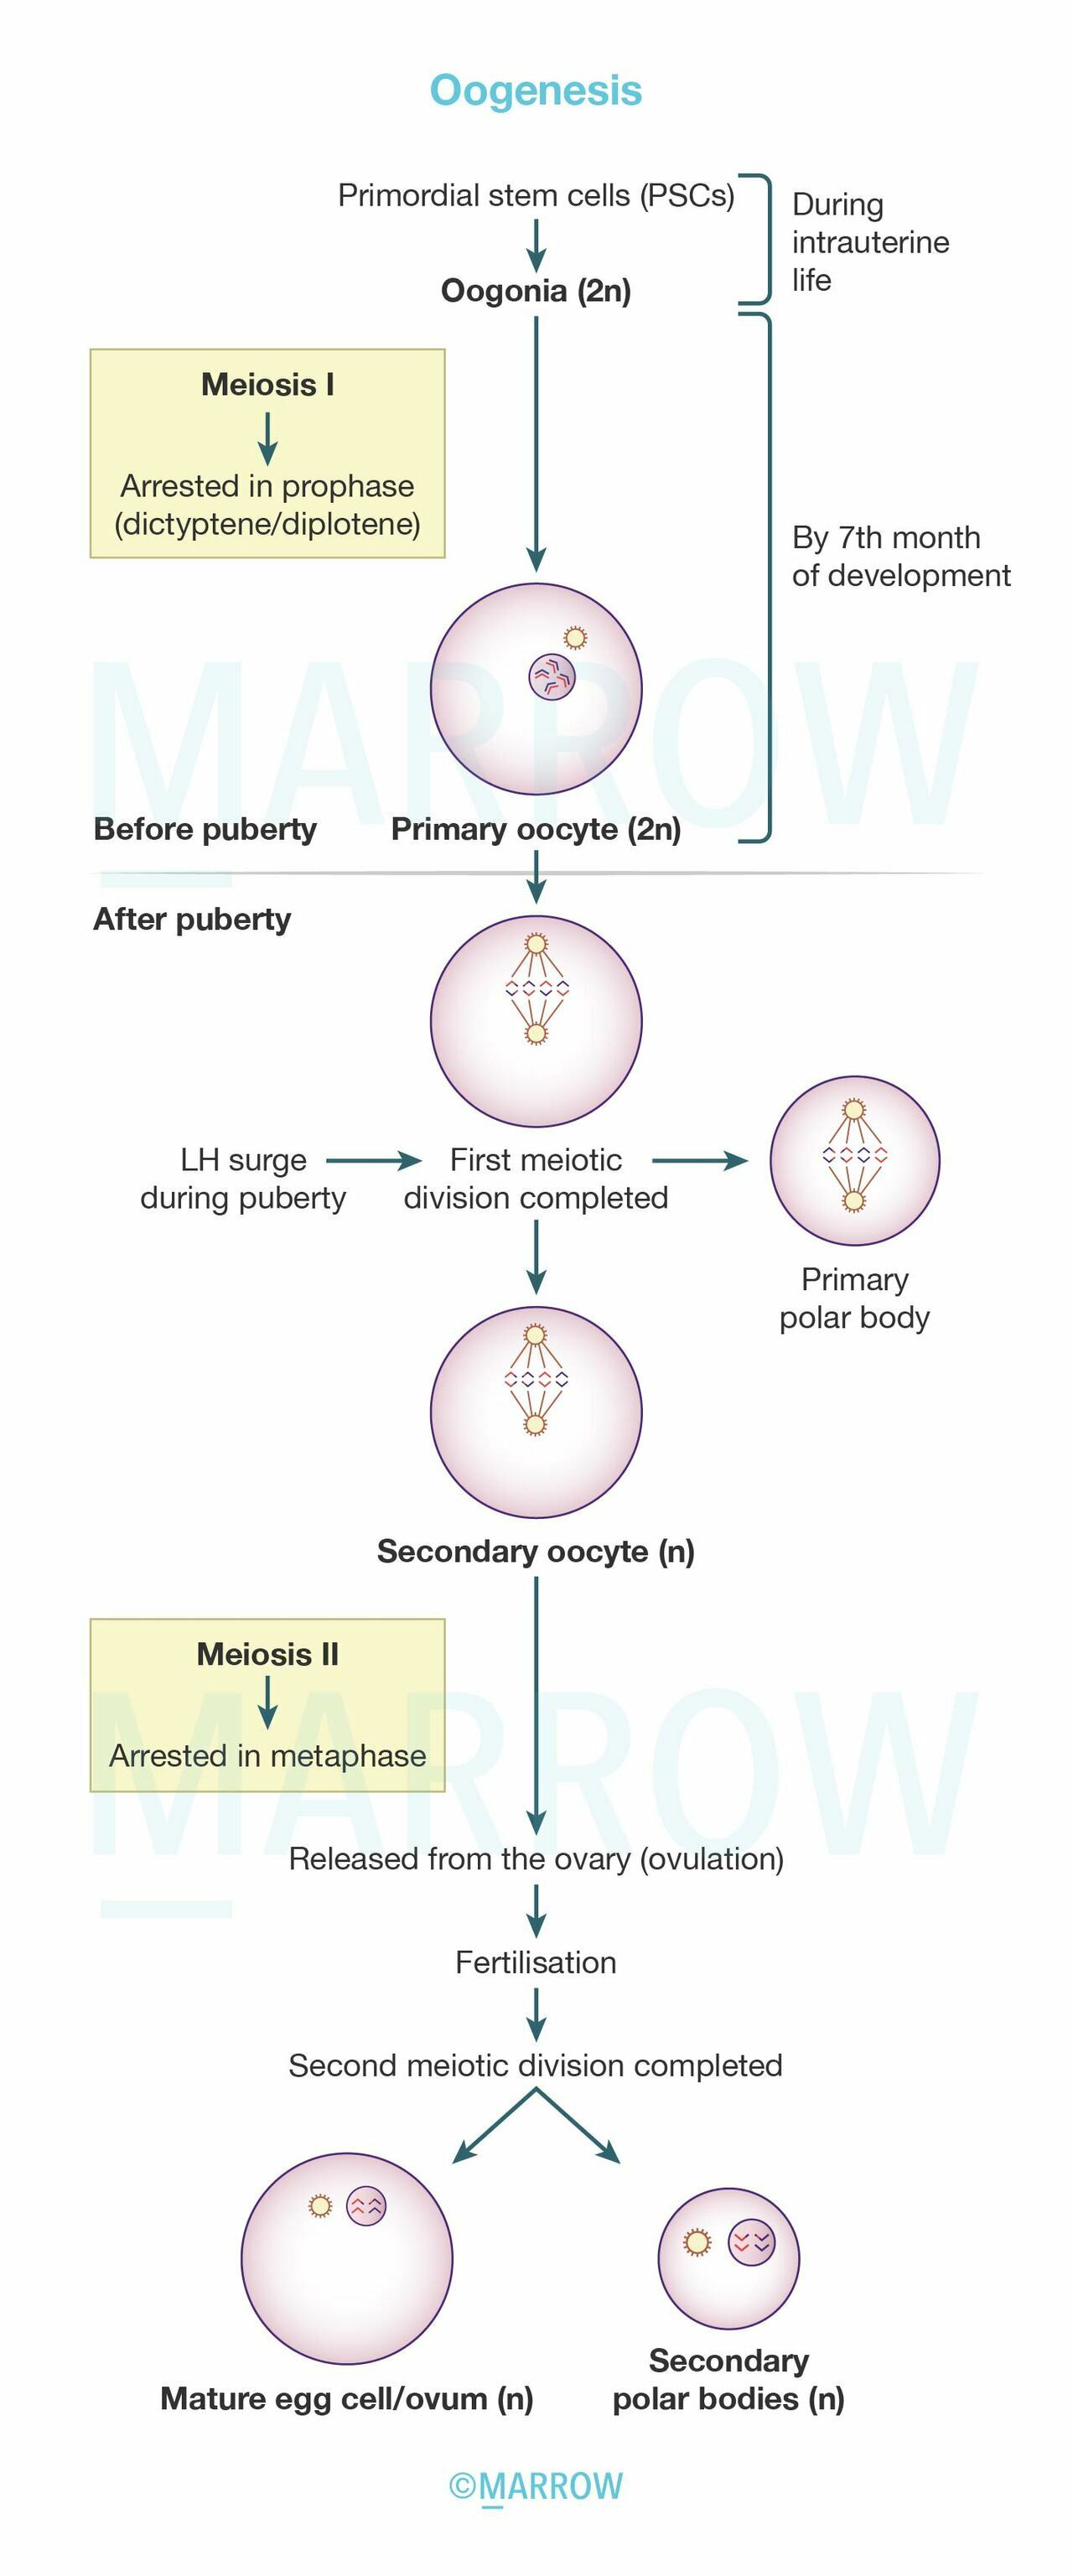 Oogenesis
Primordial stem cells (PSCs)
During
intrauterine
life
Oogonia (2n)
Meiosis I
Arrested in prophase
(dictyptene/diplotene)
By 7th month
of development
MARROW
Before puberty
Primary oocyte (2n)
After puberty
LH surge
during puberty
First meiotic
division completed
Primary
polar body
Secondary oocyte (n)
Meiosis II
Arrested in metaphase
MARROW
Released from the ovary (ovulation)
Fertilisation
Second meiotic division completed
Mature egg cell/ovum (n)
Secondary
polar bodies (n)
©MARROW